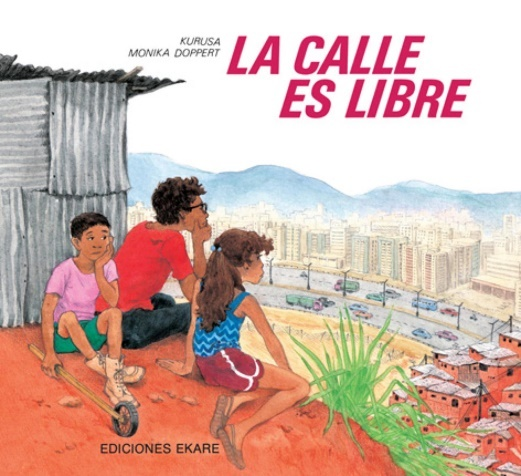 KURUSA
MONIKA DOPPERT
LA CALLE
ES LIBRE
EDICIONES EKARE